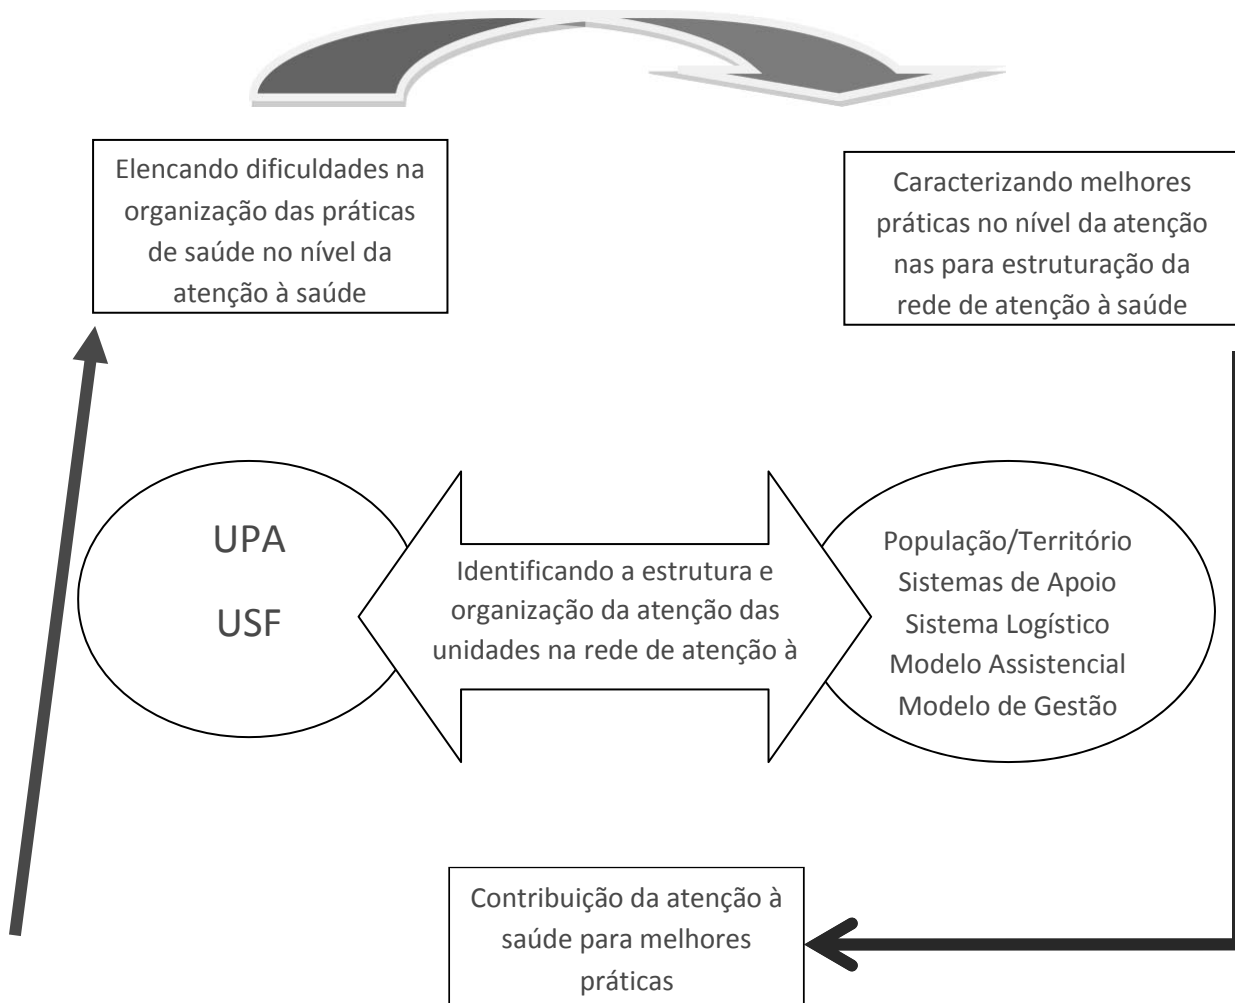 Elencando dificuldades na
organização das práticas
de saúde no nível da
atenção à saúde
Caracterizando melhores
práticas no nível da atenção
nas para estruturação da
rede de atenção à saúde
UPA
USF
Identificando a estrutura e
organização da atenção das
unidades na rede de atenção à
População/Território
Sistemas de Apoio
Sistema Logístico
Modelo Assistencial
Modelo de Gestão
Contribuição da atenção à
saúde para melhores
práticas